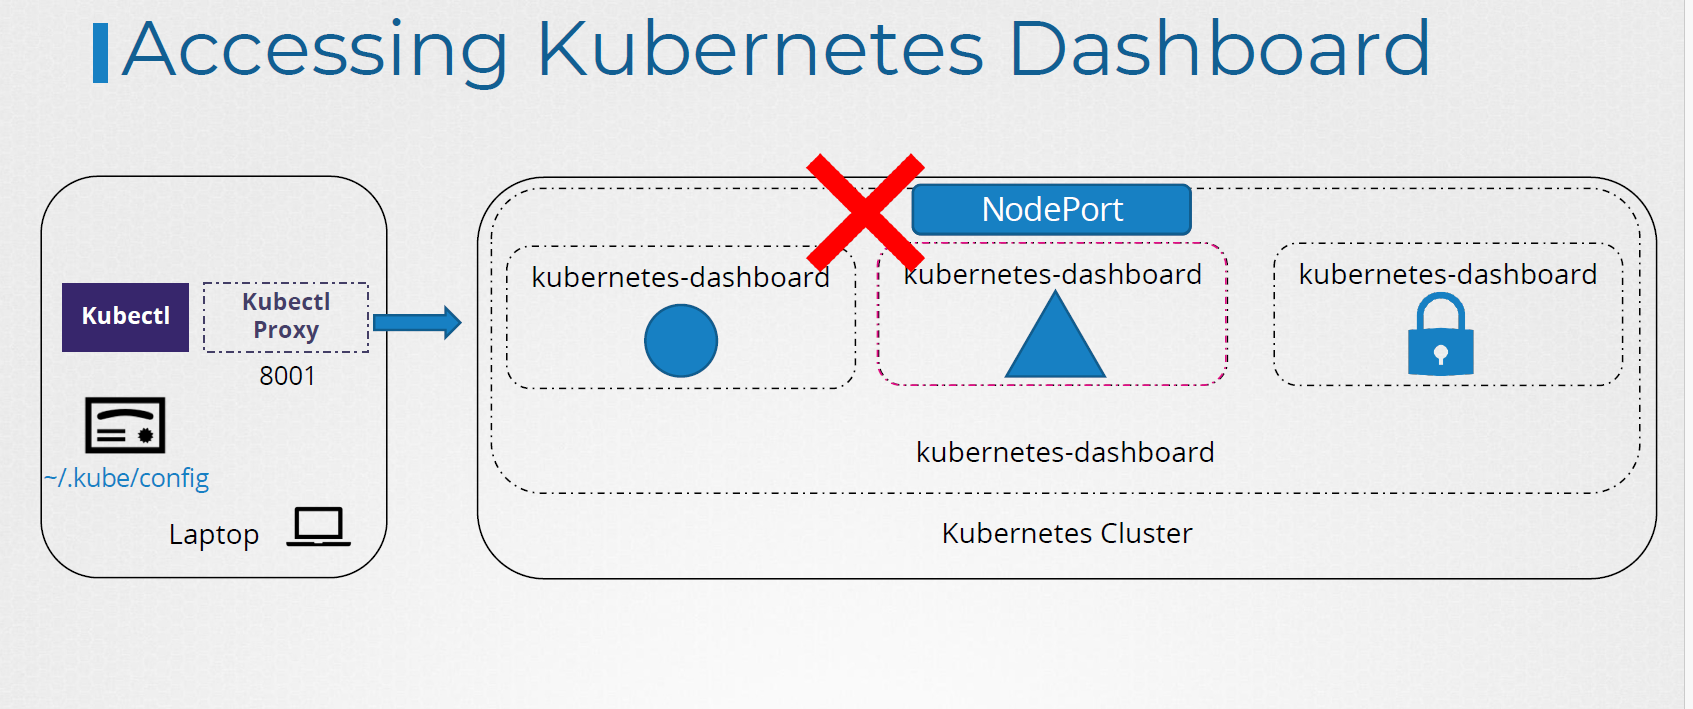 Accessing Kubernetes Dashboard
NodePort
kubernetes-dashboard
kubernetes-dashboard
kubernetes-dashboard
Kubectl
Kubectl
Proxy
8001
~/.kube/config
Laptop
kubernetes-dashboard
Kubernetes Cluster